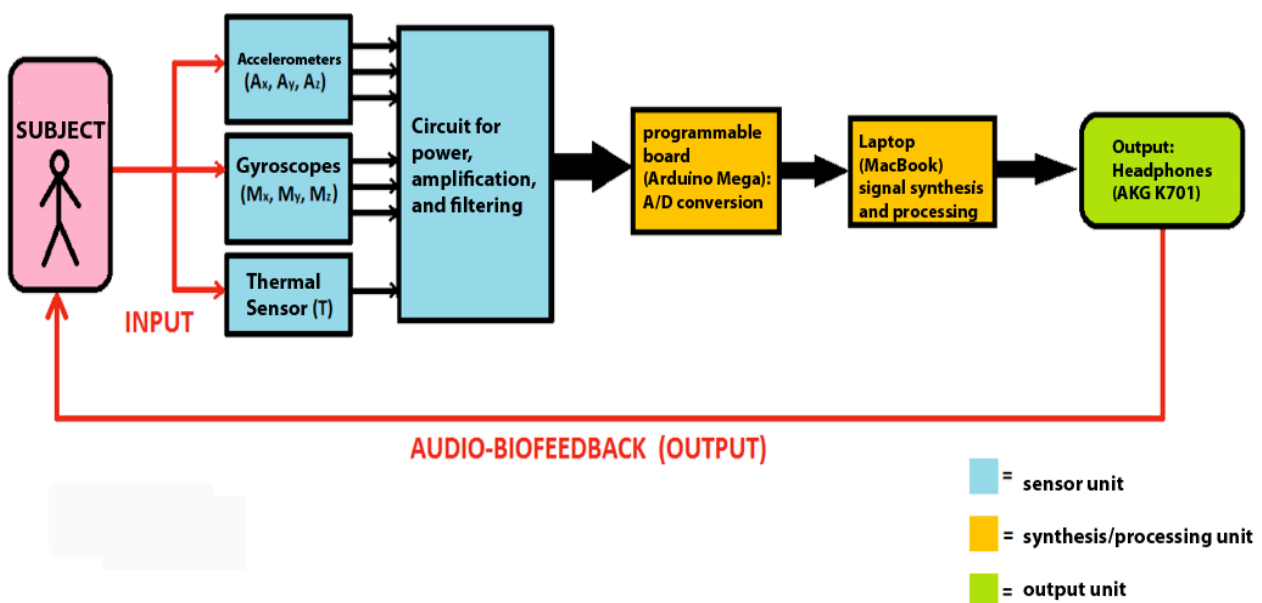 SUBJECT
Accelerometers
(Ax, Ay, Az)
Gyroscopes
(Mx, My, Mz)
Thermal
Sensor (T)
INPUT
Circuit for
power,
amplification,
and filtering
programmable
board
(Arduino Mega):
A/D conversion
Laptop
(MacBook)
signal synthesis
and processing
Output:
Headphones
(AKG K701)
AUDIO-BIOFEEDBACK (OUTPUT)
= sensor unit
= synthesis/processing unit
= output unit